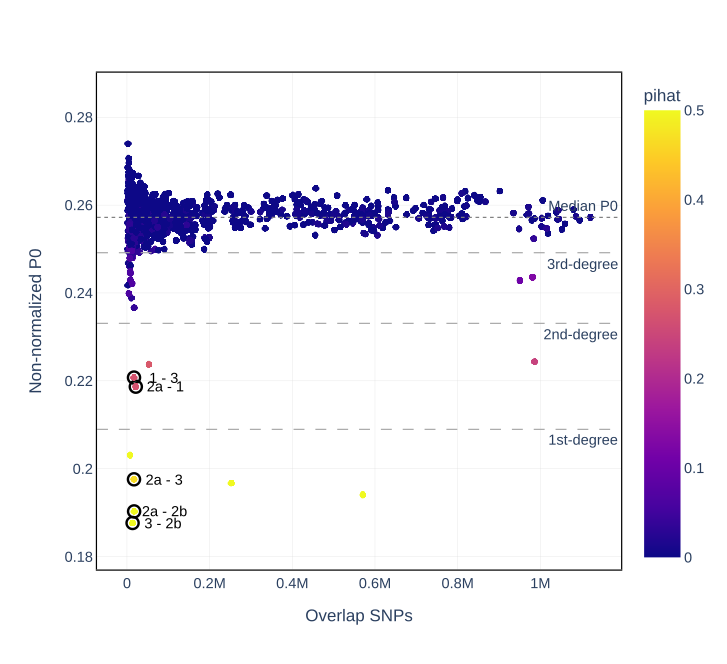 pihat
0.5
0.4
0.3
0.2
0.1
0
Non-normalized P0
0.28
0.26
0.24
0.22
0.2
0.18
Median P0
3rd-degree
2nd-degree
1 - 3
2a - 1
1st-degree
2a - 3
2a - 2b
3 - 2b
0
0.2M
0.4M
0.6M
0.8M
1M
Overlap SNPs